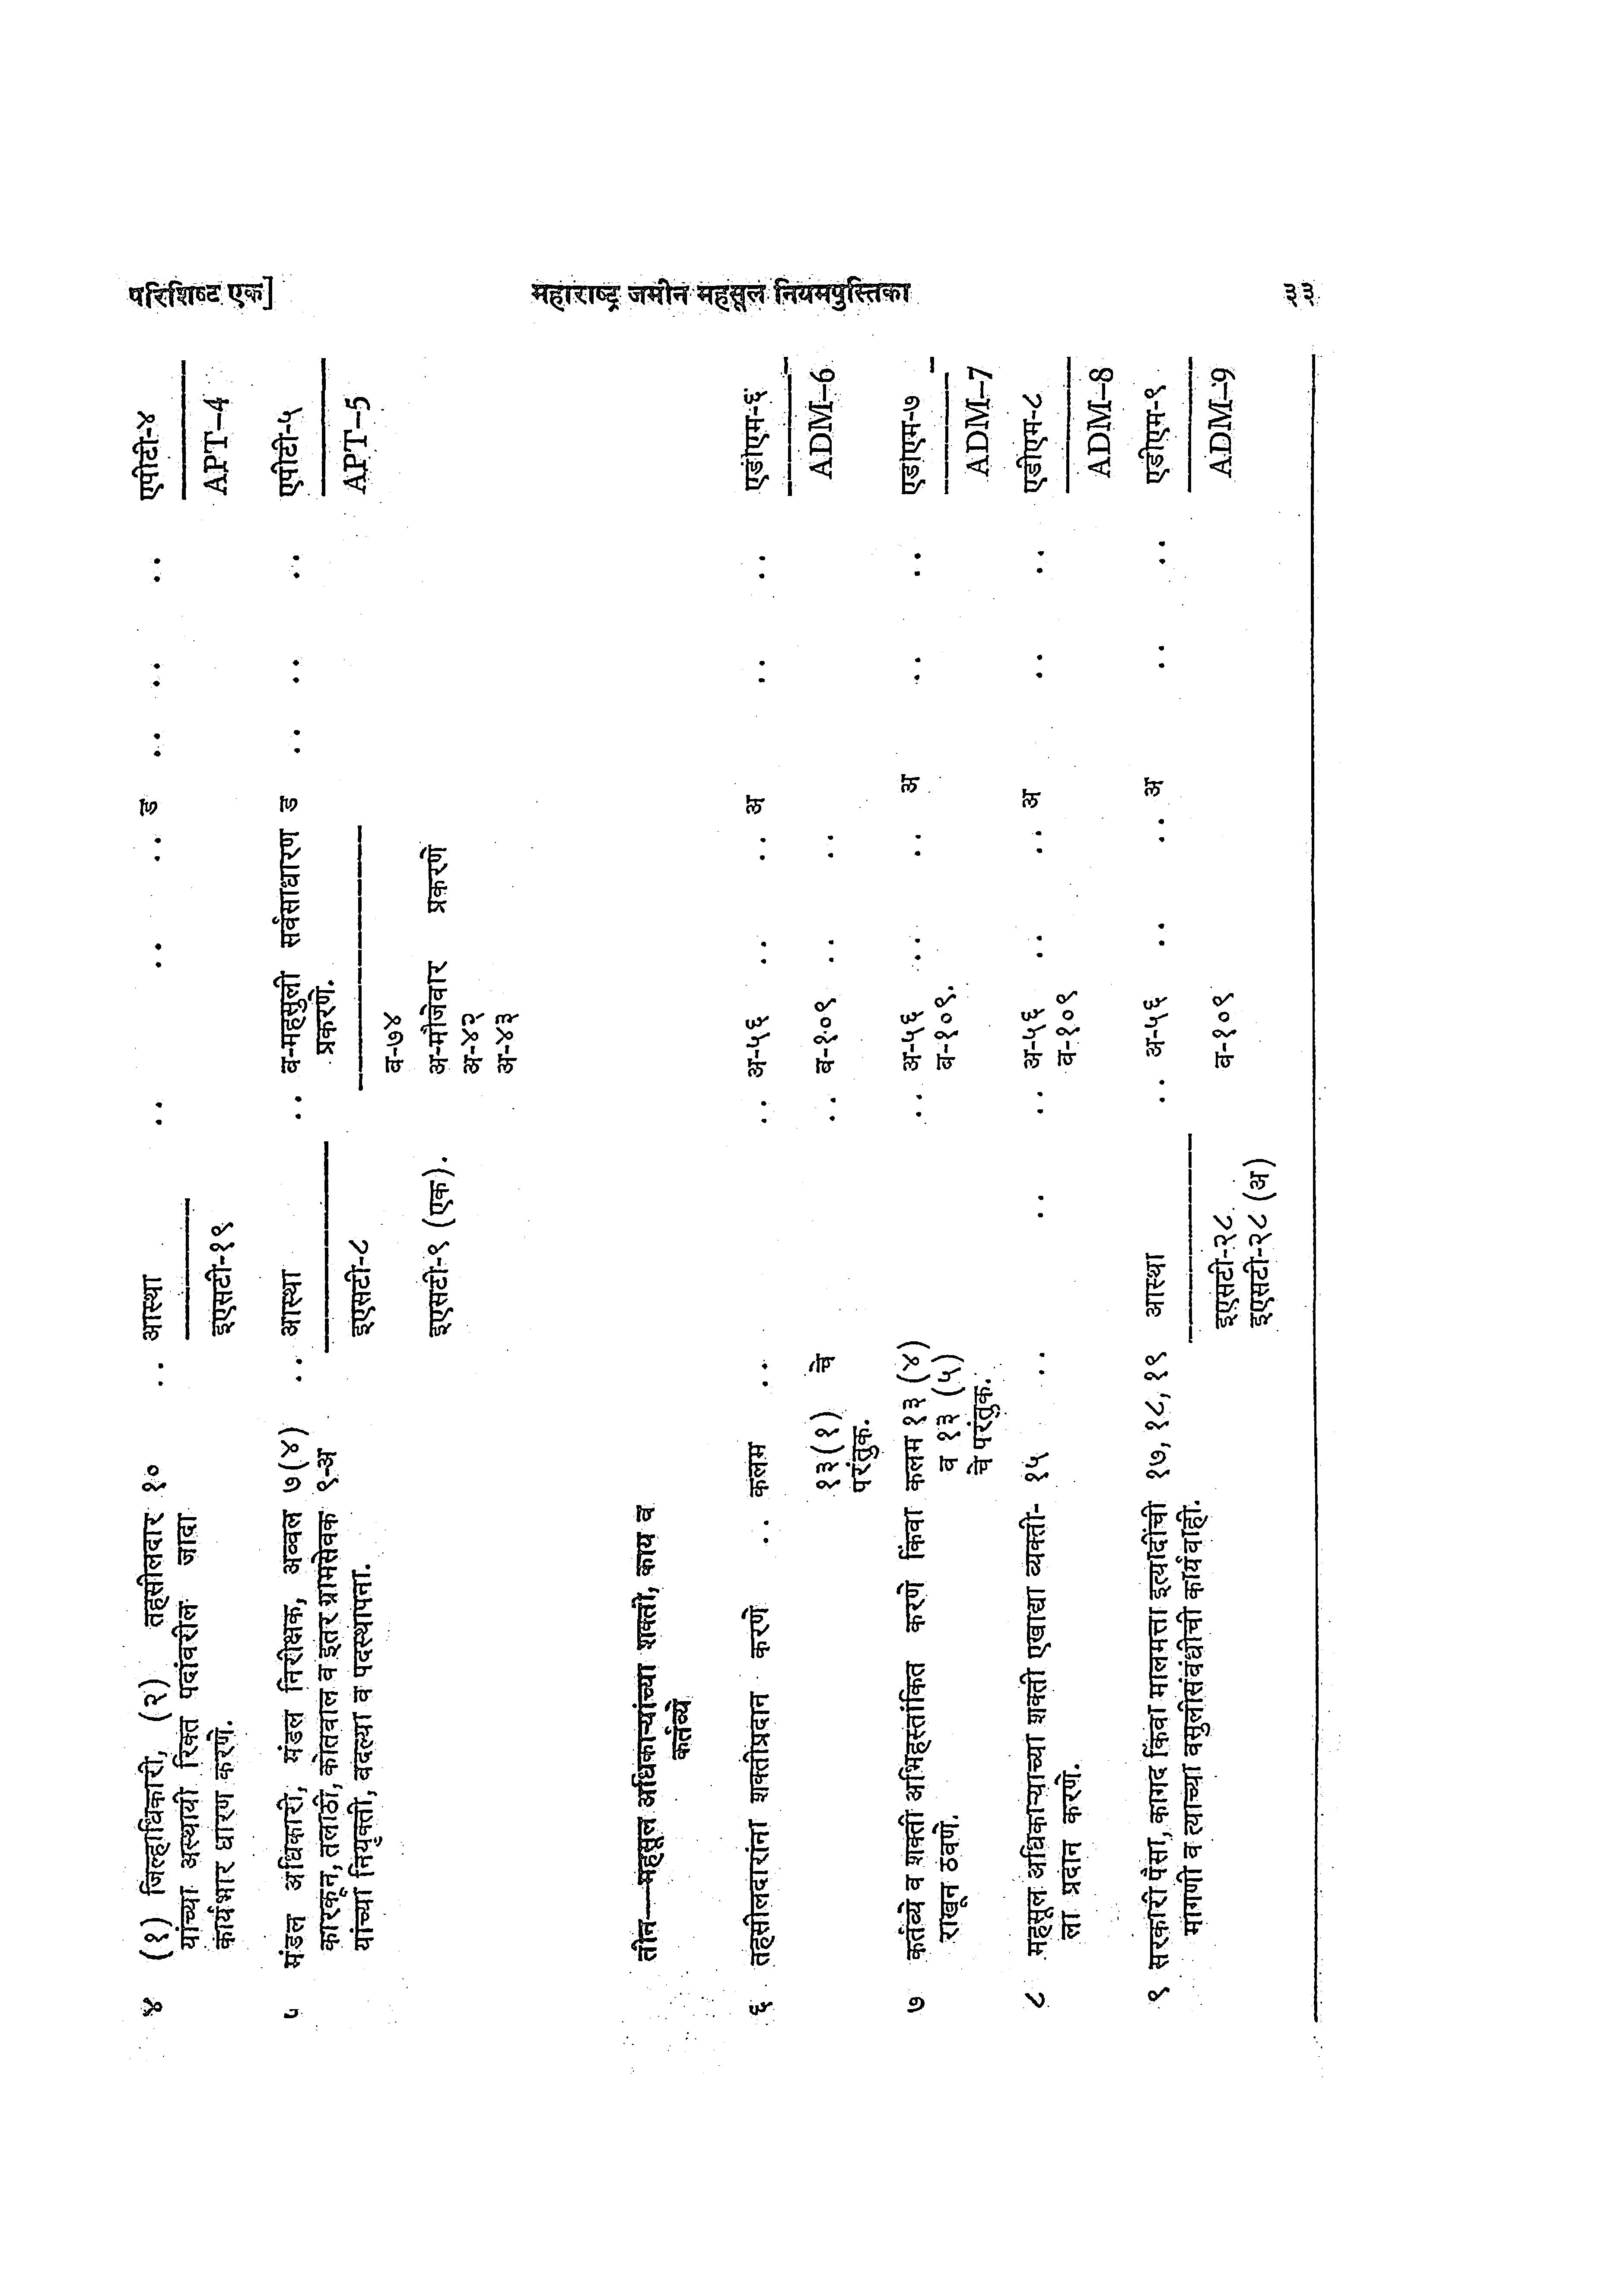 परिशिष्ट एक] महाराष्ट्र जमीन महसूल नियमपुस्तिका ३३
४ (१) जिल्हाधिकारी, (२) तहसीलदार १० .. आस्था .. .. .. ड .. .. .. एपीटी-४
यांच्या अस्थायी रिक्त पदांवरील जादा
कार्यभार धारण करणे. इएसटी-१९ APT–4
५ मंडल अधिकारी, मंडल निरीक्षक, अव्वल ७(४) .. आस्था .. ब-महसुली सर्वसाधारण ड .. .. .. एपीटी-५
कारकून, तलाठी, कोतवाल व इतर ग्रामसेवक ९-अ प्रकरणे.
यांच्या नियुक्ती, बदल्या व पदस्थापना. इएसटी-८ APT–5
ब-७४
इएसटी-९ (एक). अ-मौजेवार प्रकरणे
अ-४२
अ-४३
तीन—महसूल अधिकाऱ्यांच्या शक्ती, कार्य व
कर्तव्ये
६ तहसीलदारांना शक्तीप्रदान करणे .. कलम .. .. अ-५६ .. .. अ .. .. एडीएम-६
१३(१) चे .. ब-१०९ .. .. ADM–6
परंतुक.
७ कर्तव्ये व शक्ती अभिहस्तांकित करणे किंवा कलम १३ (४) .. अ-५६ .. .. अ .. .. एडीएम-७
राखून ठवणे. व १३ (५) ब-१०९.
चे परंतुक. ADM–7
८ महसूल अधिकाऱ्याच्या शक्ती एखाद्या व्यक्ती- १५ .. .. .. अ-५६ .. .. अ .. .. एडीएम-८
ला प्रदान करणे. ब-१०९
ADM–8
९ सरकारी पैसा, कागद किंवा मालमत्ता इत्यादींची १७, १८, १९ आस्था .. अ-५६ .. .. अ .. .. एडीएम-९
मागणी व त्याच्या वसुलीसंबंधीची कार्यवाही.
इएसटी-२८ ब-१०९ ADM–9
इएसटी-२८ (अ)